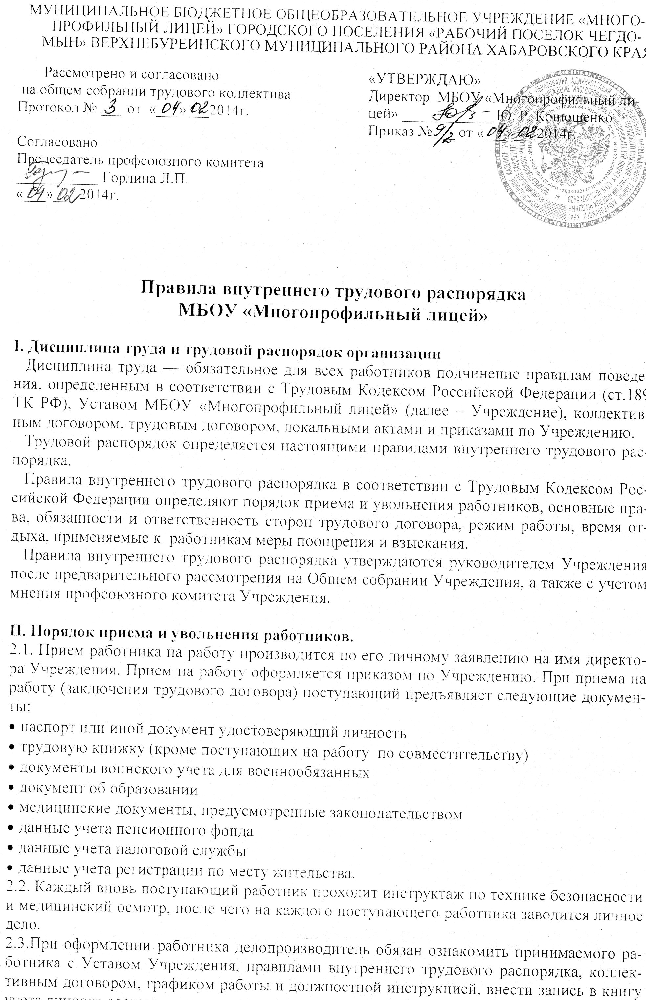 МУНИЦИПАЛЬНОЕ БЮДЖЕТНОЕ ОБЩЕОБРАЗОВАТЕЛЬНОЕ УЧРЕЖДЕНИЕ «МНОГО-
ПРОФИЛЬНЫЙ ЛИЦЕЙ» ГОРОДСКОГО ПОСЕЛЕНИЯ «РАБОЧИЙ ПОСЕЛОК ЧЕГДО-
МЫН» ВЕРХНЕБУРЕИНСКОГО МУНИЦИПАЛЬНОГО РАЙОНА ХАБАРОВСКОГО КРАЯ
Рассмотрено и согласовано
на общем собрании трудового коллектива
Протокол № 3 от «04» 02 2014г.
Согласовано
Председатель профсоюзного комитета
Горлина Л.П.
«04» 02 2014г.
«УТВЕРЖДАЮ»
Директор МБОУ «Многопрофильный ли-
цей» Ю. Р. Конюшенко
Приказ № 9/2 от «04» 02 2014г.
Правила внутреннего трудового распорядка
МБОУ «Многопрофильный лицей»
I. Дисциплина труда и трудовой распорядок организации
Дисциплина труда — обязательное для всех работников подчинение правилам поведе
ния, определенным в соответствии с Трудовым Кодексом Российской Федерации (ст.189
ТК РФ), Уставом МБОУ «Многопрофильный лицей» (далее – Учреждение), коллектив-
ным договором, трудовым договором, локальными актами и приказами по Учреждению.
Трудовой распорядок определяется настоящими правилами внутреннего трудового рас-
порядка.
Правила внутреннего трудового распорядка в соответствии с Трудовым Кодексом Рос-
сийской Федерации определяют порядок приема и увольнения работников, основные пра-
ва, обязанности и ответственность сторон трудового договора, режим работы, время от-
дыха, применяемые к работникам меры поощрения и взыскания.
Правила внутреннего трудового распорядка утверждаются руководителем Учреждения
после предварительного рассмотрения на Общем собрании Учреждения, а также с учетом
мнения профсоюзного комитета Учреждения.
II. Порядок приема и увольнения работников.
2.1. Прием работника на работу производится по его личному заявлению на имя директо-
ра Учреждения. Прием на работу оформляется приказом по Учреждению. При приема на
работу (заключения трудового договора) поступающий предъявляет следующие докумен-
ты:
• паспорт или иной документ удостоверяющий личность
• трудовую книжку (кроме поступающих на работу по совместительству)
• документы воинского учета для военнообязанных
• документ об образовании
• медицинские документы, предусмотренные законодательством
• данные учета пенсионного фонда
• данные учета налоговой службы
• данные учета регистрации по месту жительства.
2.2. Каждый вновь поступающий работник проходит инструктаж по технике безопасности
и медицинский осмотр, после чего на каждого поступающего работника заводится личное
дело.
2.3.При оформлении работника делопроизводитель обязан ознакомить принимаемого ра-
ботника с Уставом Учреждения, правилами внутреннего трудового распорядка, коллек-
тивным договором, графиком работы и должностной инструкцией, внести запись в книгу